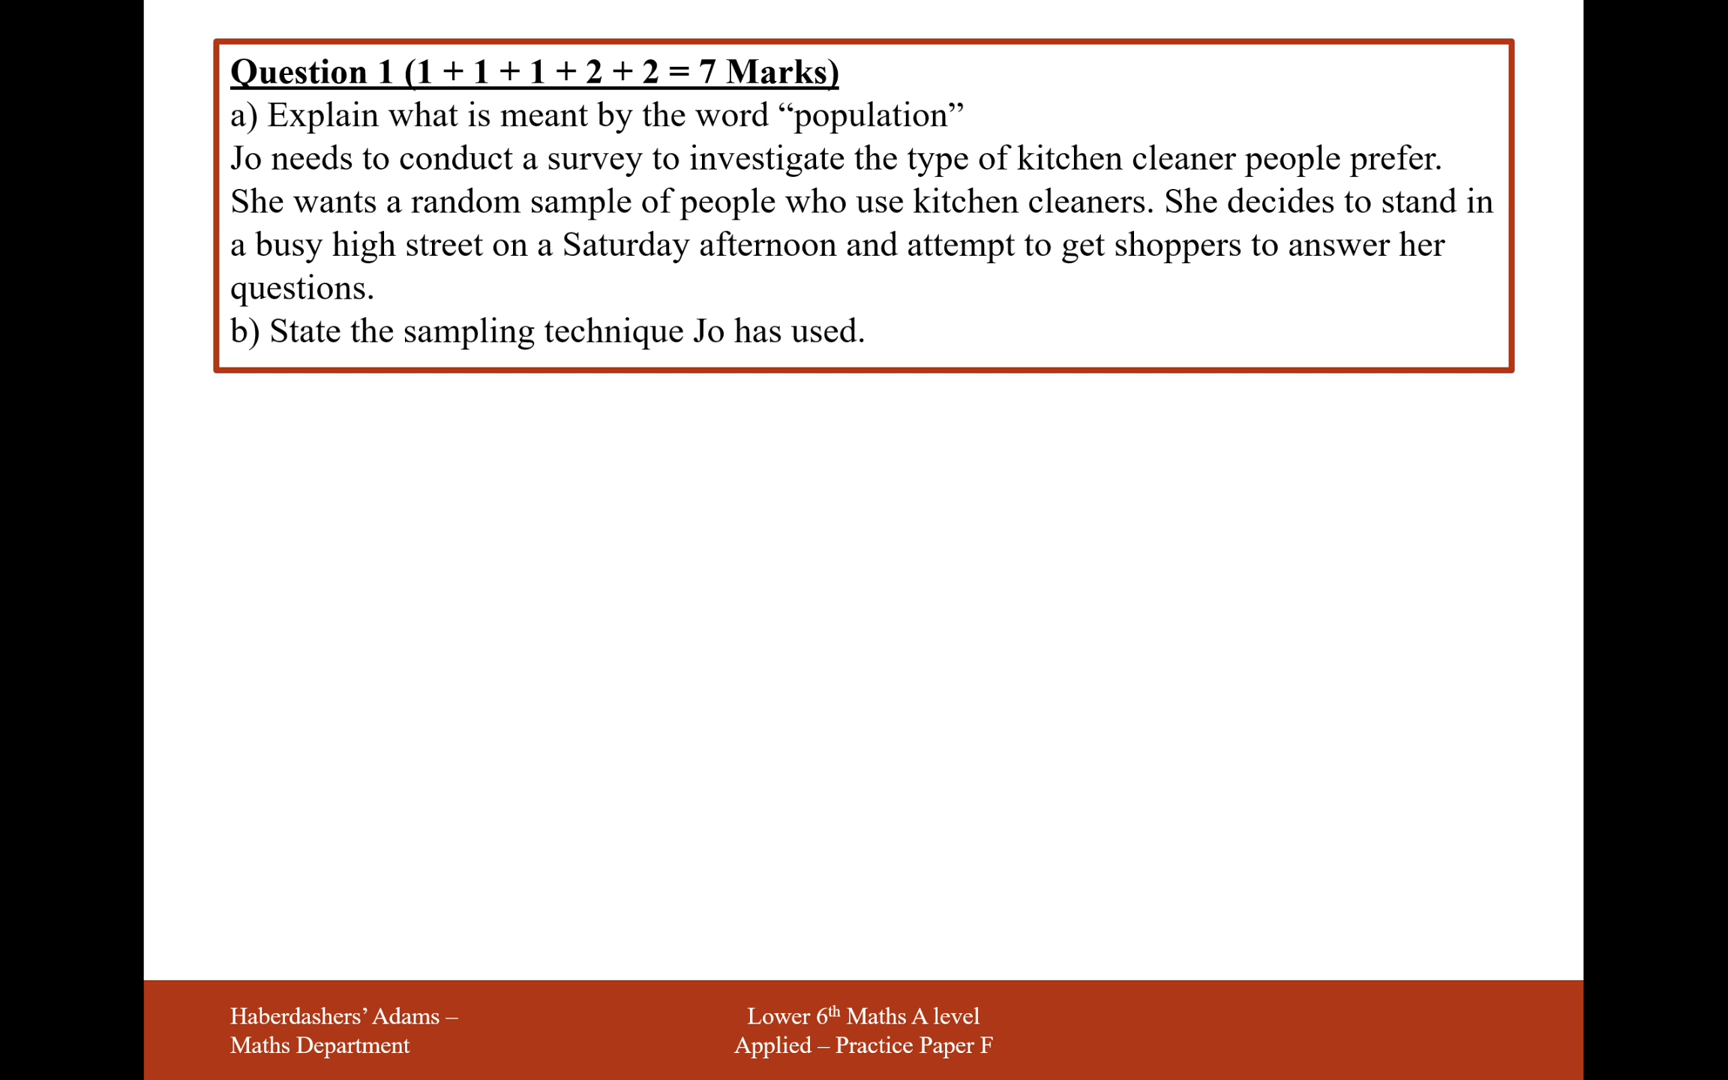 Question 1 (1 + 1 + 1 + 2 + 2 = 7 Marks)
a) Explain what is meant by the word “population”
Jo needs to conduct a survey to investigate the type of kitchen cleaner people prefer.
She wants a random sample of people who use kitchen cleaners. She decides to stand in
a busy high street on a Saturday afternoon and attempt to get shoppers to answer her
questions.
b) State the sampling technique Jo has used.
Haberdashers’ Adams –
Maths Department
Lower 6th Maths A level
Applied – Practice Paper F